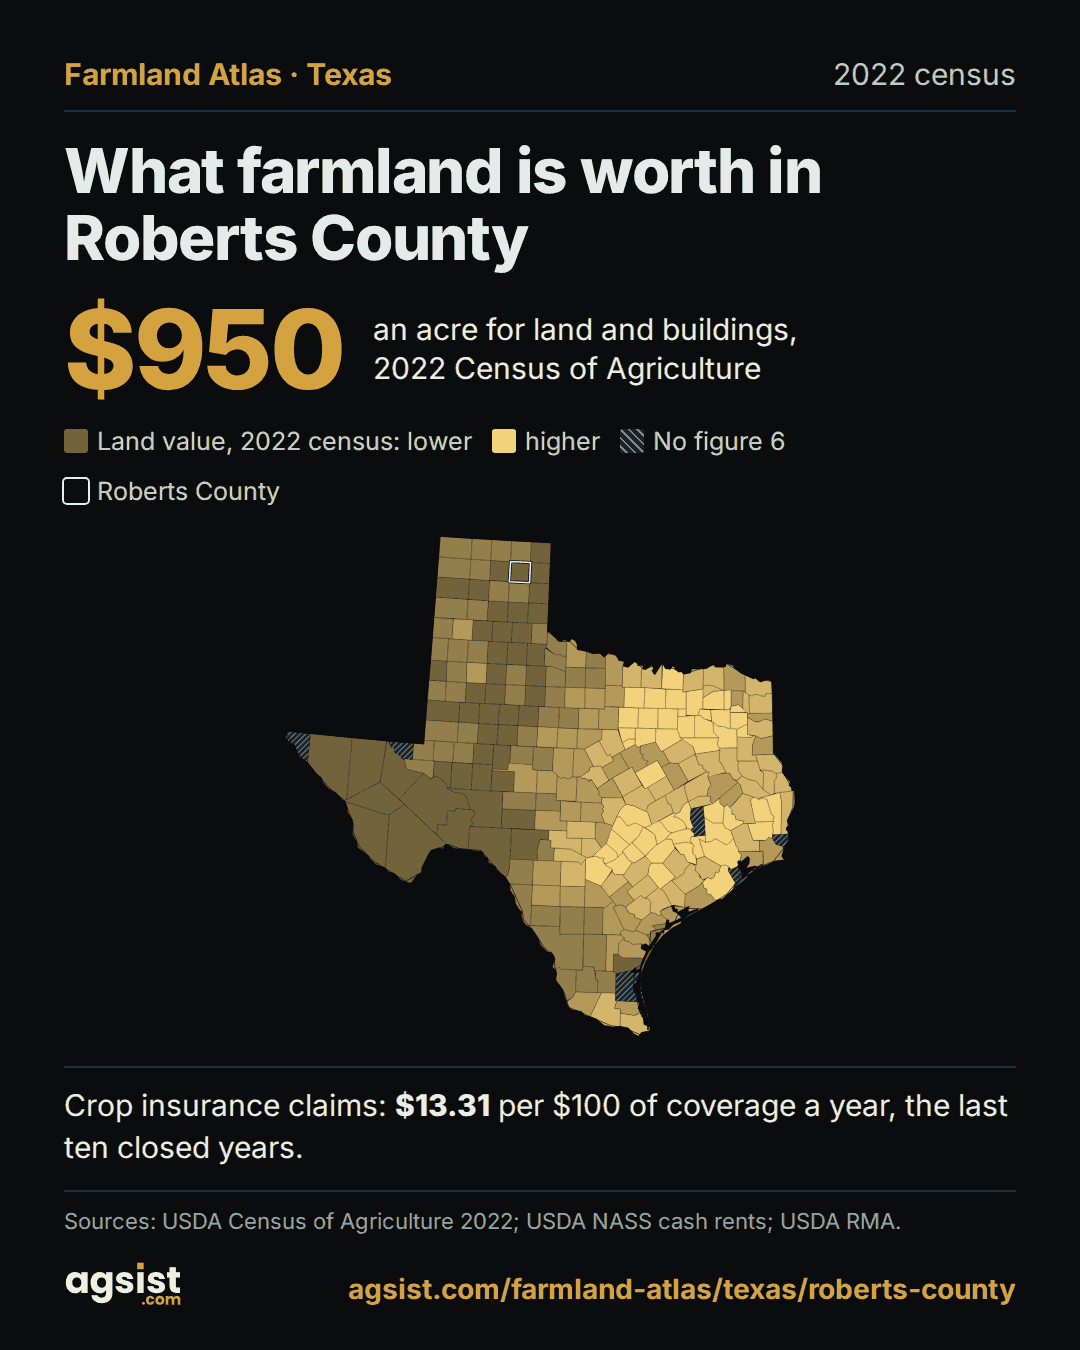 Farmland Atlas · Texas
2022 census
What farmland is worth in
Roberts County
$950
an acre for land and buildings,
2022 Census of Agriculture
Land value, 2022 census: lower
higher
No figure 6
Roberts County
Crop insurance claims: $13.31 per $100 of coverage a year, the last
ten closed years.
Sources: USDA Census of Agriculture 2022; USDA NASS cash rents; USDA RMA.
agsist
.com
agsist.com/farmland-atlas/texas/roberts-county